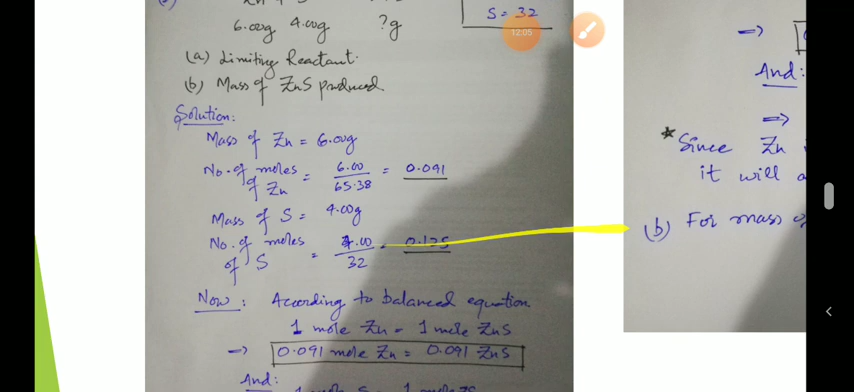 S = 32
12:05
6.00g 4.00g ?g
(a) Limiting Reactant.
(b) Mass of ZnS produced.
Solution:
Mass of Zn = 6.00g
No. of moles of Zn = 6.00 / 65.38 = 0.091
Mass of S = 4.00g
No. of moles of S = 4.00 / 32 = 0.125
Now: According to balanced equation.
1 mole Zn = 1 mole ZnS
=> 0.091 mole Zn = 0.091 ZnS
And:
=>
And:
=>
* Since Zn
it will
(b) For mass